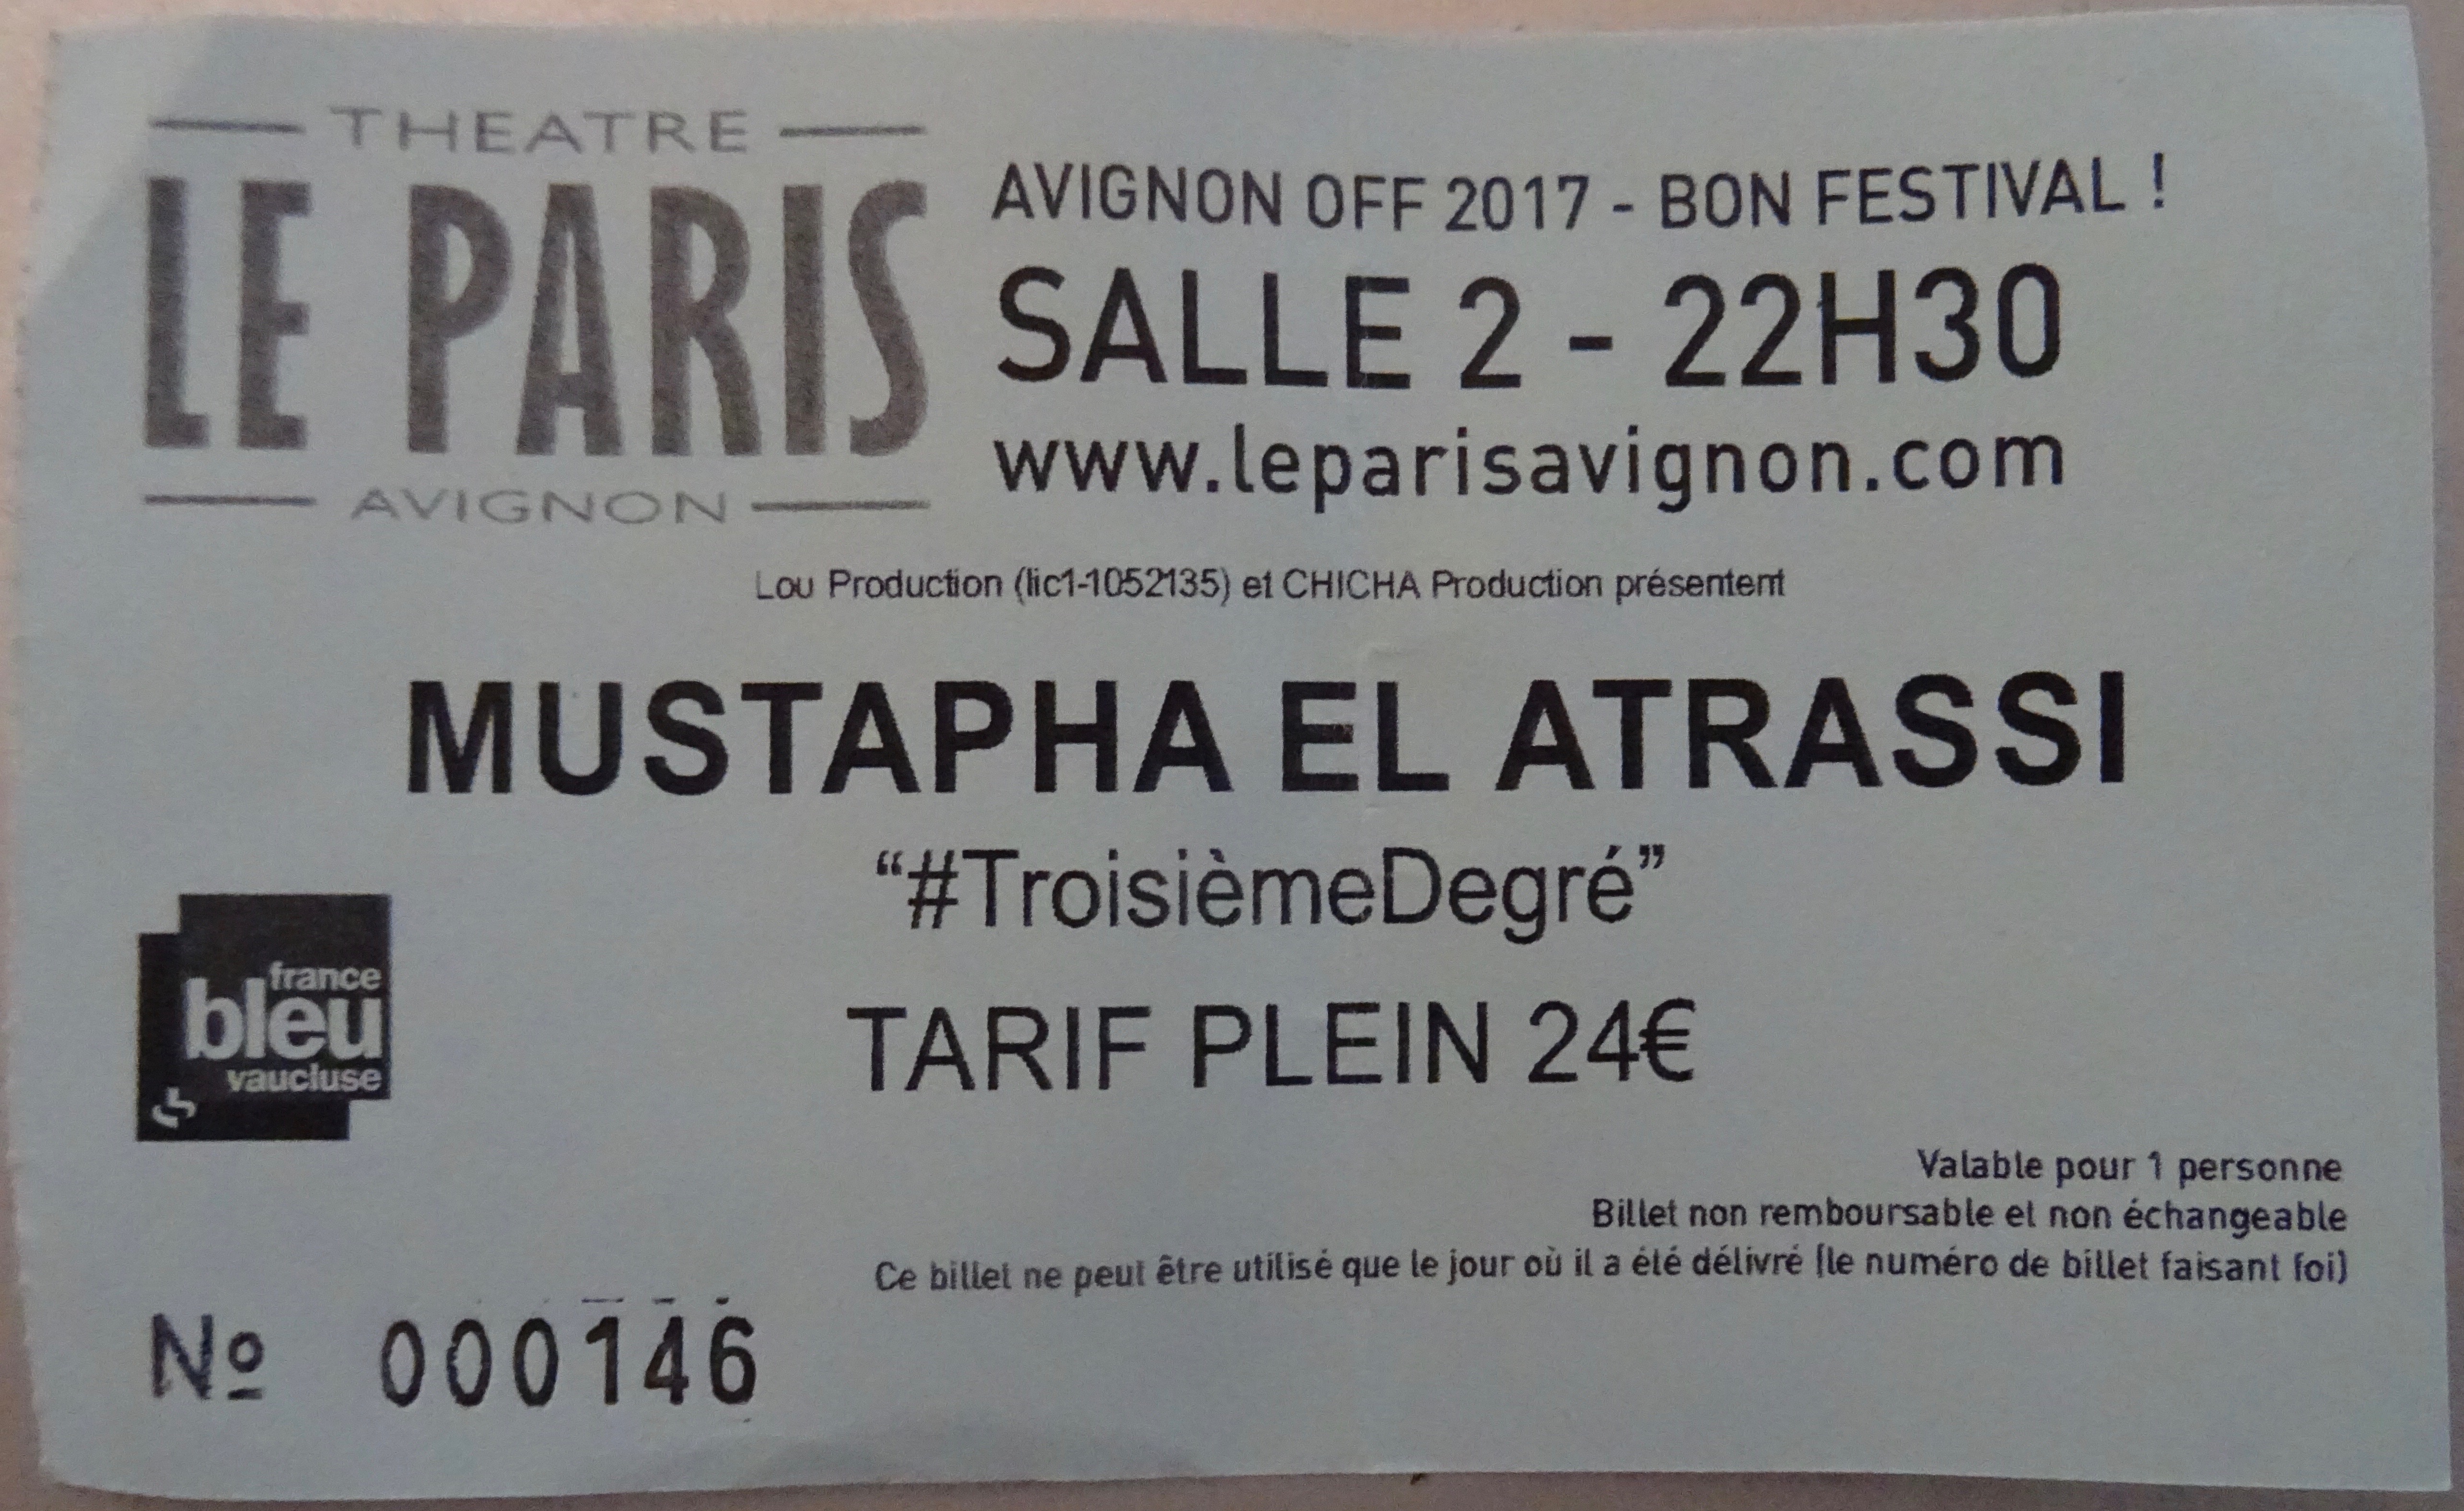 THEATRE
LE PARIS
AVIGNON
AVIGNON OFF 2017 - BON FESTIVAL !
SALLE 2 - 22H30
www.leparisavignon.com
Lou Production (lic1-1052135) et CHICHA Production présentent
MUSTAPHA EL ATRASSI
“#TroisièmeDegré”
TARIF PLEIN 24€
france
bleu
vaucluse
Valable pour 1 personne
Billet non remboursable et non échangeable
Ce billet ne peut être utilisé que le jour où il a été délivré (le numéro de billet faisant foi)
Nº 000146